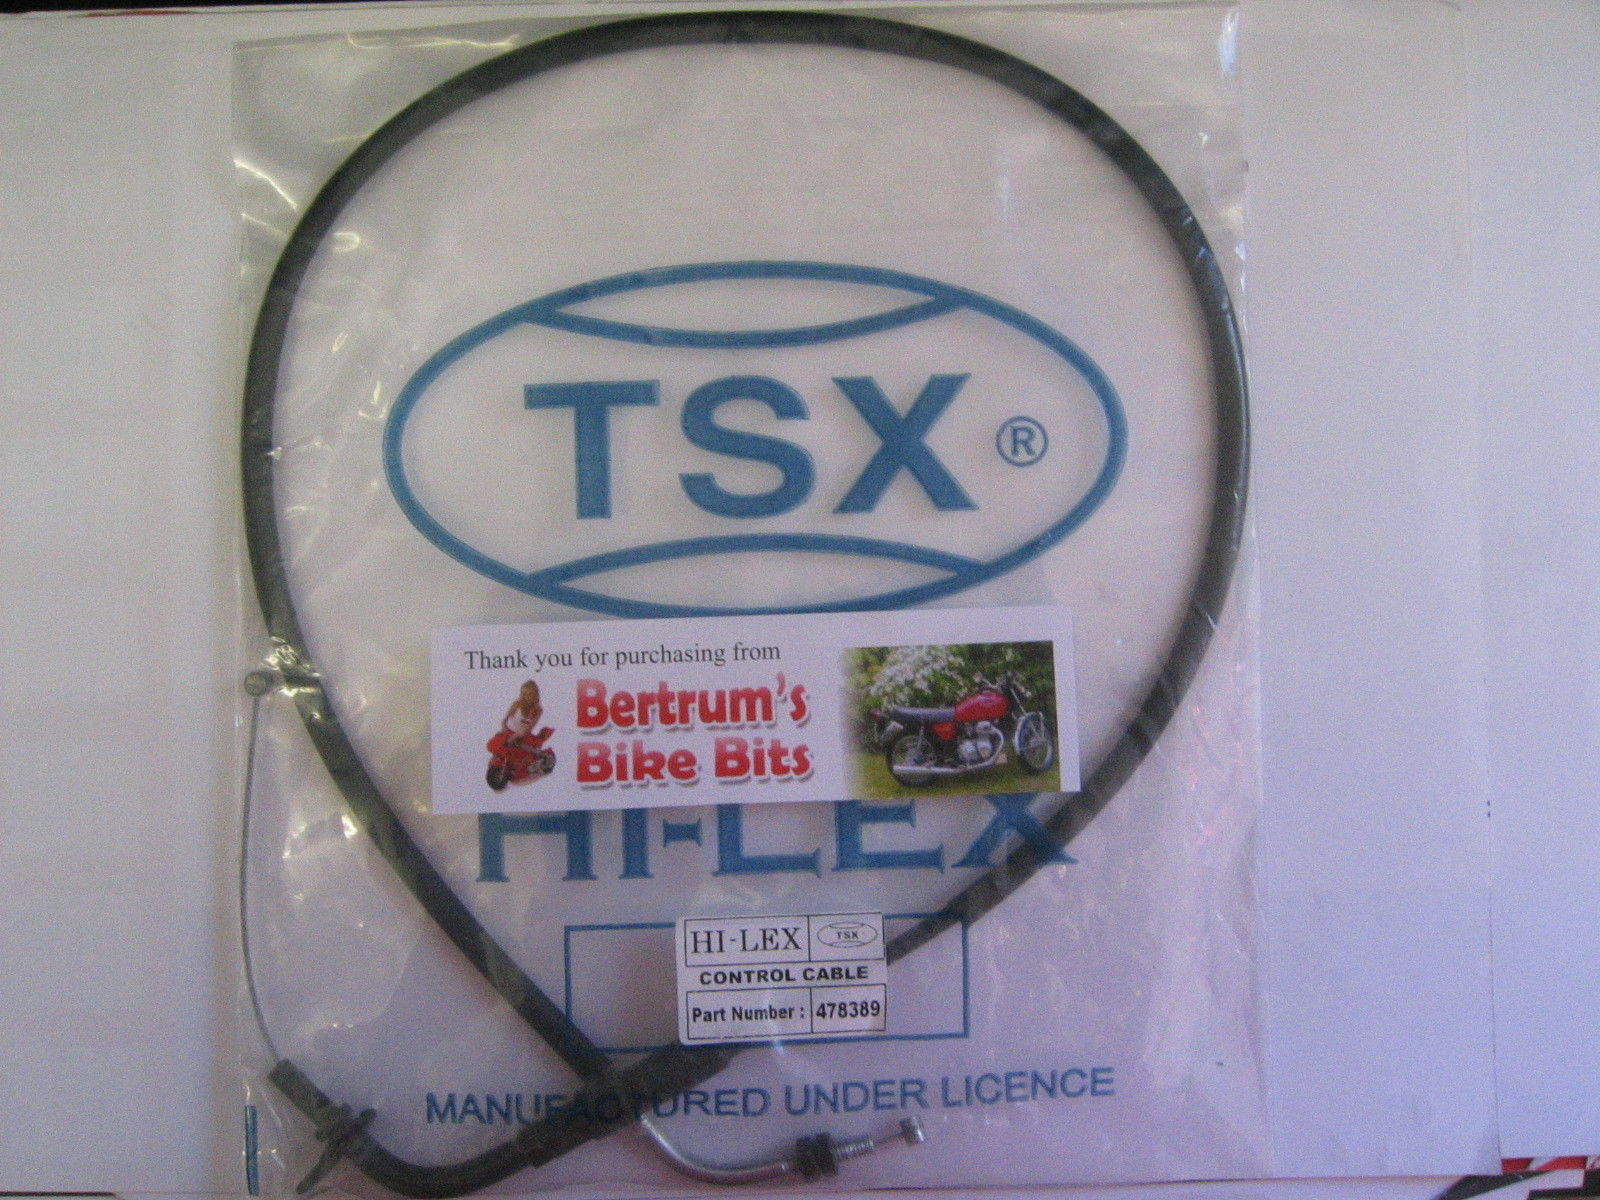 TSX®
Thank you for purchasing from
Bertrum's
Bike Bits
HI-LEX
HI-LEX TSX
CONTROL CABLE
Part Number : 478389
MANUFACTURED UNDER LICENCE